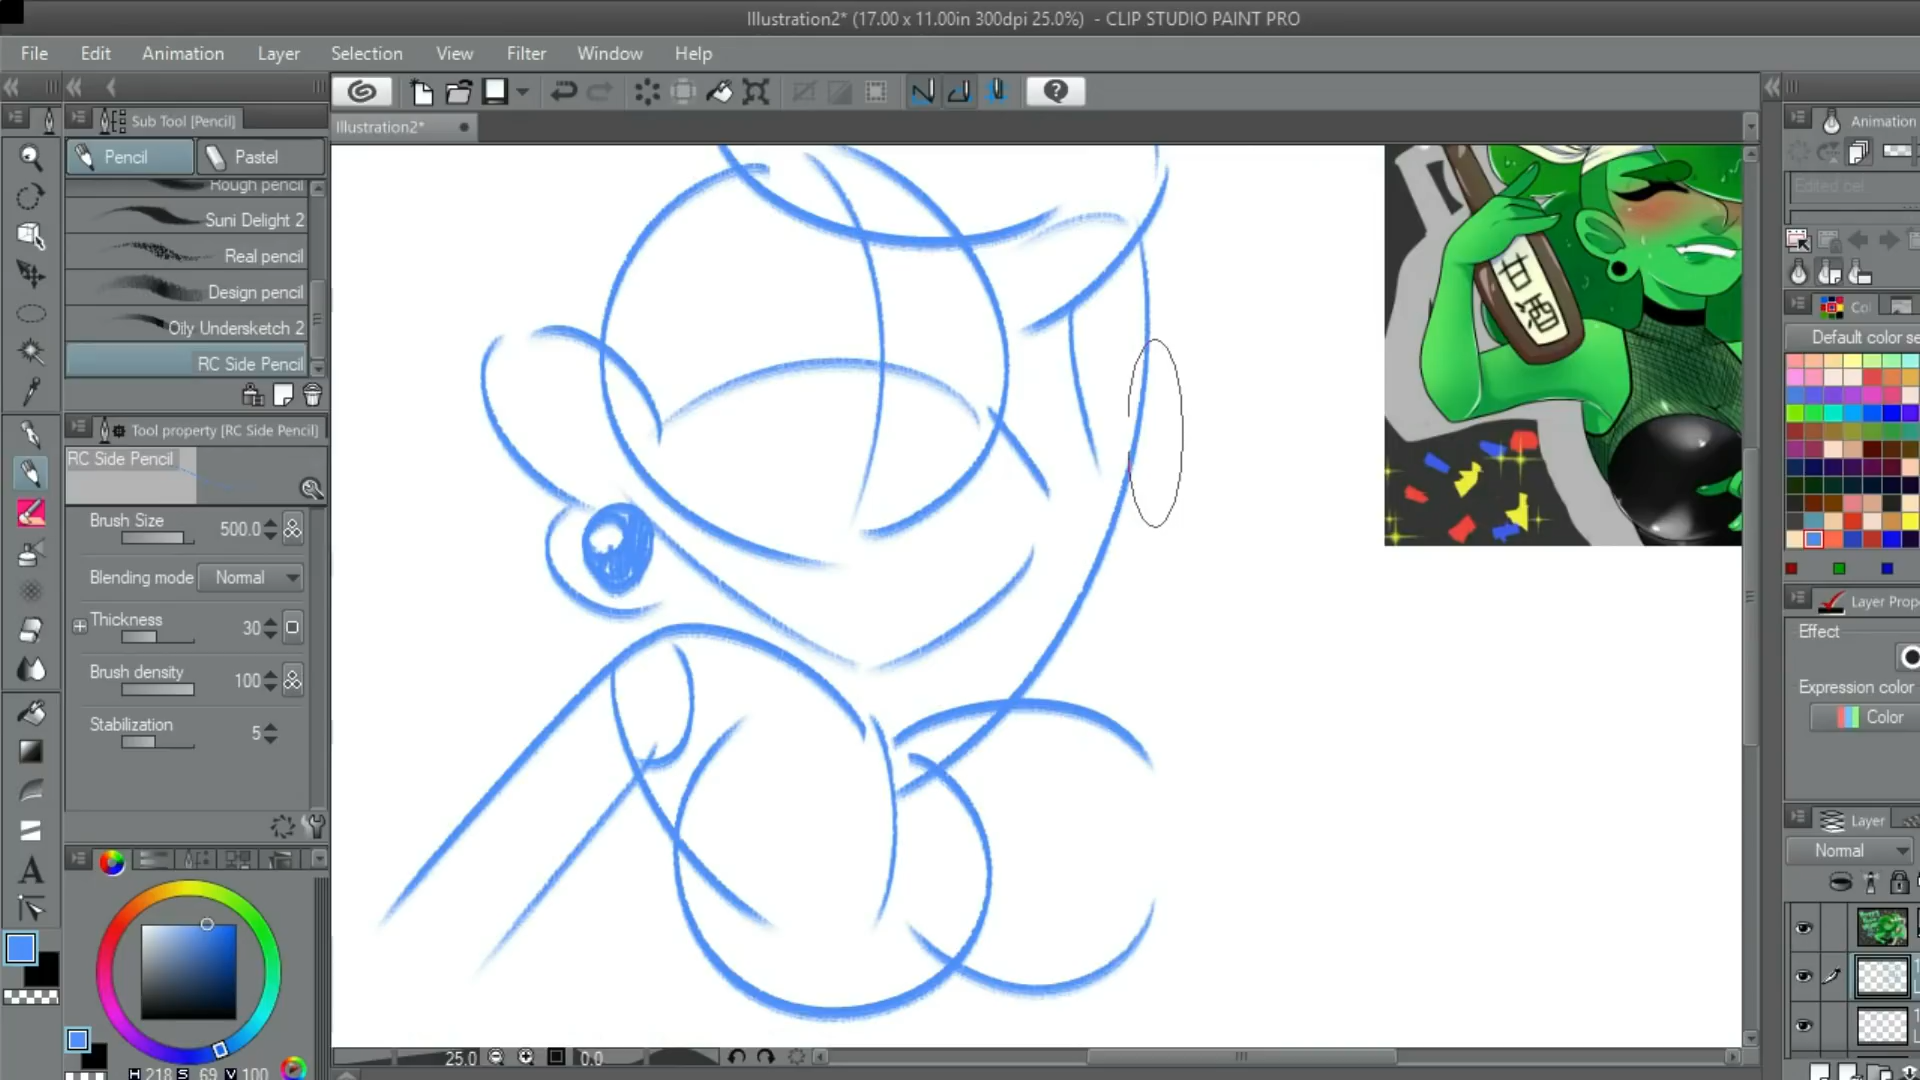 Illustration2* (17.00 x 11.00in 300dpi 25.0%)  - CLIP STUDIO PAINT PRO
File Edit Animation Layer Selection View Filter Window Help
Sub Tool [Pencil]
Illustration2*
Animation
Pencil Pastel
Rough pencil
Edited cel
Suni Delight 2
Real pencil
Design pencil
Oily Undersketch 2
RC Side Pencil
甘酒
Co
Default color se
Tool property [RC Side Pencil]
RC Side Pencil
Brush Size 500.0
Blending mode Normal
Thickness 30
Brush density 100
Stabilization 5
Layer Prop
Effect
Expression color
Color
Layer
Normal
A
25.0 0.0
H 218 S 69 V 100